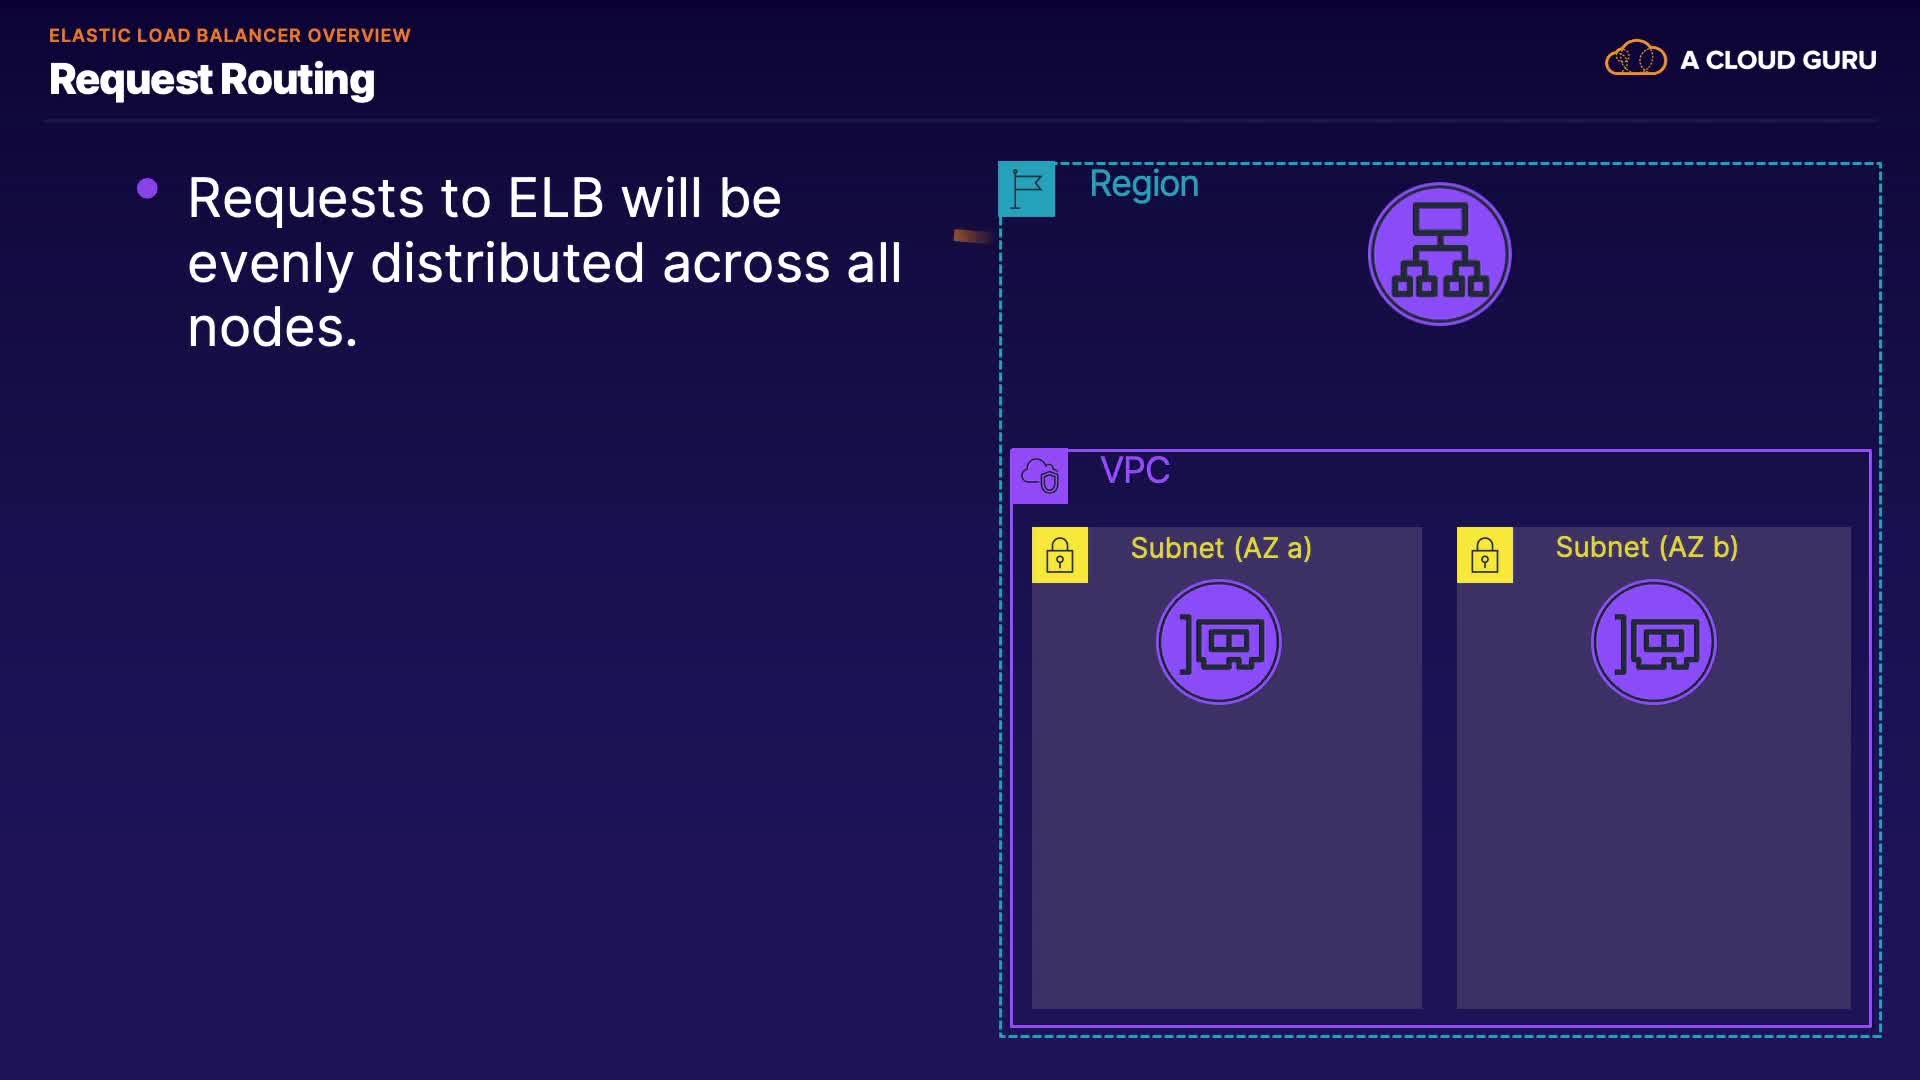 ELASTIC LOAD BALANCER OVERVIEW
Request Routing
A CLOUD GURU
Requests to ELB will be
evenly distributed across all
nodes.
Region
VPC
Subnet (AZ a)
Subnet (AZ b)